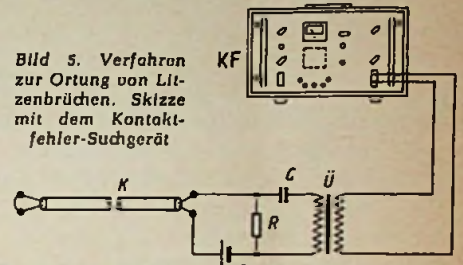 Bild 5. Verfahren
zur Ortung von Lit-
zenbrüchen. Skizze
mit dem Kontakt-
fehler-Suchgerät
KF
K
C
Ü
R